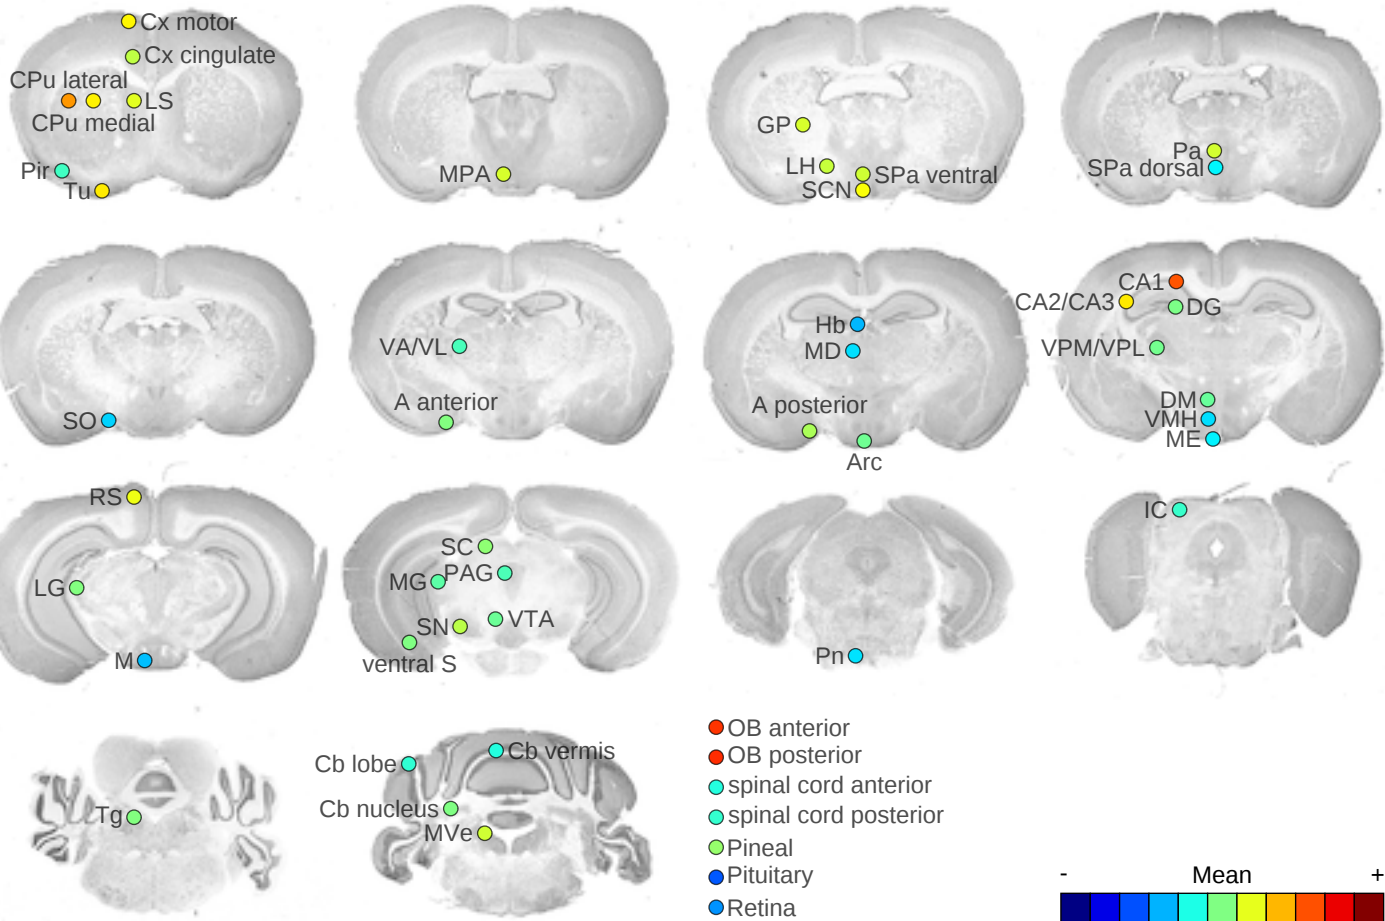 Cx motor
Cx cingulate
CPu lateral
LS
CPu medial
Pir
Tu
MPA
GP
LH
SPa ventral
SCN
Pa
SPa dorsal
SO
VA/VL
A anterior
Hb
MD
A posterior
Arc
CA1
CA2/CA3
DG
VPM/VPL
DM
VMH
ME
RS
LG
M
SC
PAG
MG
VTA
SN
ventral S
Pn
IC
Tg
Cb lobe
Cb vermis
Cb nucleus
MVe
OB anterior
OB posterior
spinal cord anterior
spinal cord posterior
Pineal
Pituitary
Retina
- Mean +